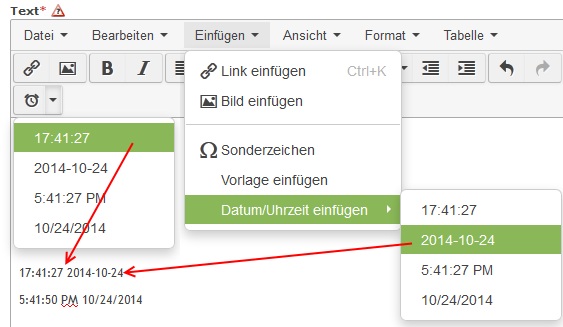 Text*
Datei Bearbeiten Einfügen Ansicht Format Tabelle
B I
Link einfügen Ctrl+K
Bild einfügen
Sonderzeichen
Vorlage einfügen
Datum/Uhrzeit einfügen
17:41:27
2014-10-24
5:41:27 PM
10/24/2014
17:41:27
2014-10-24
5:41:27 PM
10/24/2014
17:41:27 2014-10-24
5:41:50 PM 10/24/2014